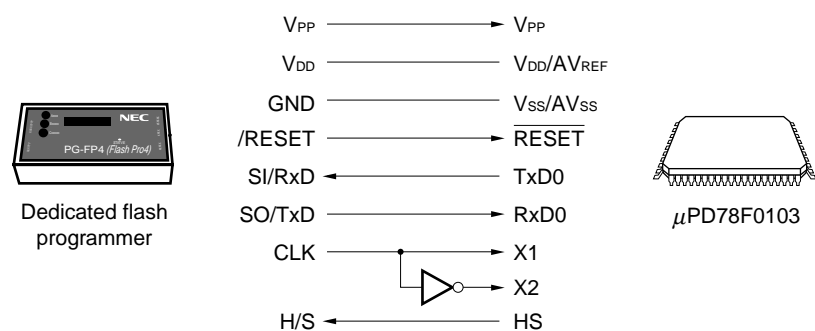 VPP VPP
VDD VDD/AVREF
GND VSS/AVSS
/RESET RESET
SI/RxD TxD0
SO/TxD RxD0
CLK X1
X2
H/S HS
NEC
PG-FP4 (Flash Pro4)
Dedicated flash
programmer
μPD78F0103